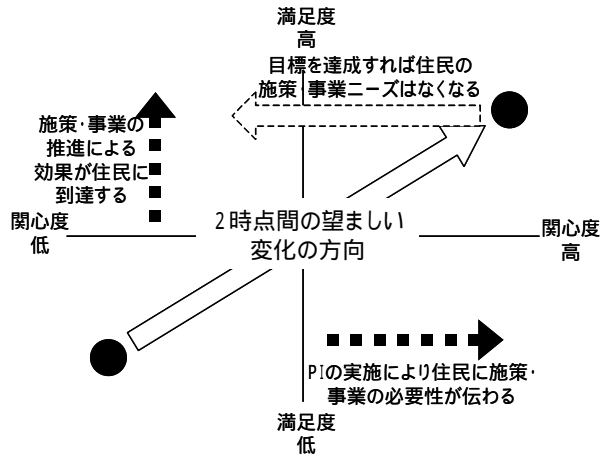 満足度
高
目標を達成すれば住民の
施策・事業ニーズはなくなる
施策・事業の
推進による
効果が住民に
到達する
関心度
低
2時点間の望ましい
変化の方向
関心度
高
PIの実施により住民に施策・
事業の必要性が伝わる
満足度
低